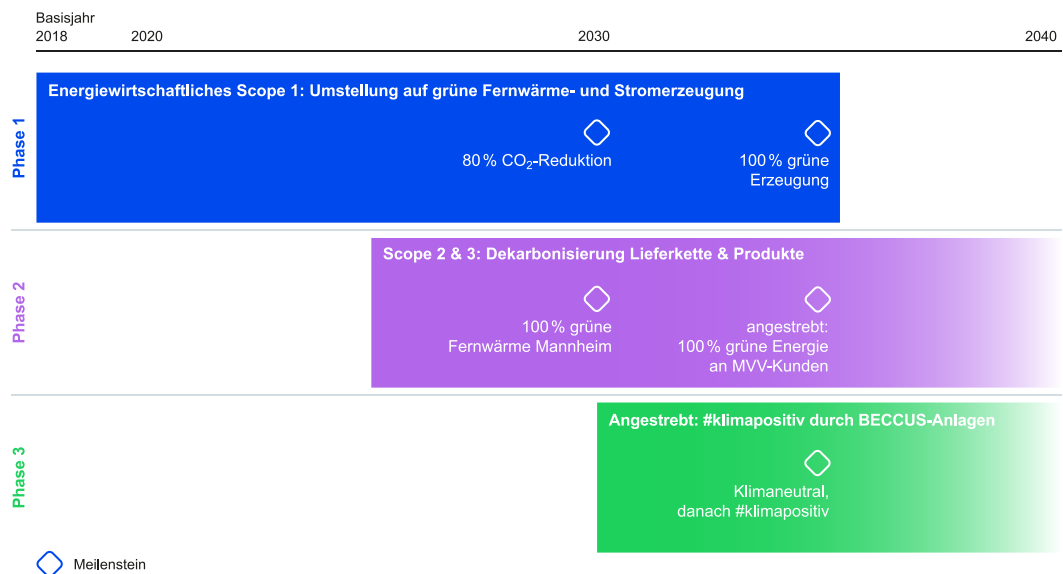 Basisjahr
2018 2020 2030 2040
Phase 1
Energiewirtschaftliches Scope 1: Umstellung auf grüne Fernwärme- und Stromerzeugung
80 % CO₂-Reduktion
100 % grüne
Erzeugung
Phase 2
Scope 2 & 3: Dekarbonisierung Lieferkette & Produkte
100 % grüne
Fernwärme Mannheim
angestrebt:
100 % grüne Energie
an MVV-Kunden
Phase 3
Angestrebt: #klimapositiv durch BECCUS-Anlagen
Klimaneutral,
danach #klimapositiv
Meilenstein